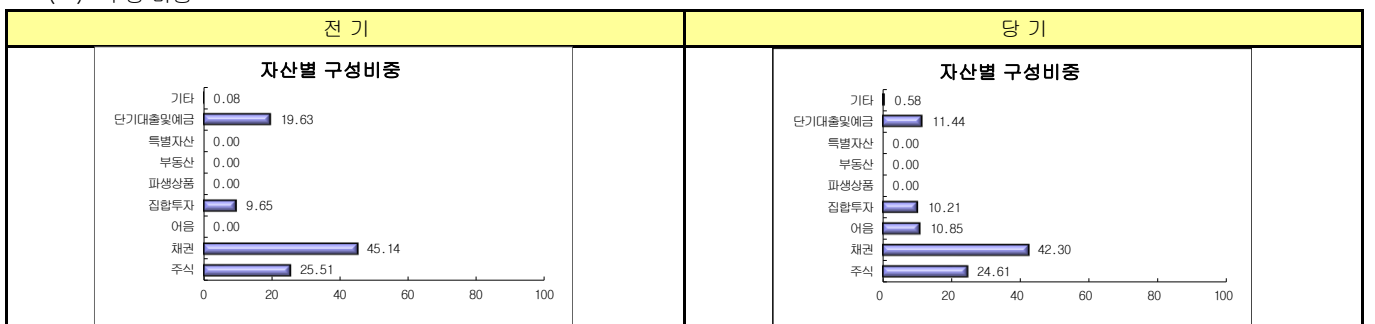 전 기
당 기
자산별 구성비중
기타 0.08
단기대출및예금 19.63
특별자산 0.00
부동산 0.00
파생상품 0.00
집합투자 9.65
어음 0.00
채권 45.14
주식 25.51
0 20 40 60 80 100
자산별 구성비중
기타 0.58
단기대출및예금 11.44
특별자산 0.00
부동산 0.00
파생상품 0.00
집합투자 10.21
어음 10.85
채권 42.30
주식 24.61
0 20 40 60 80 100